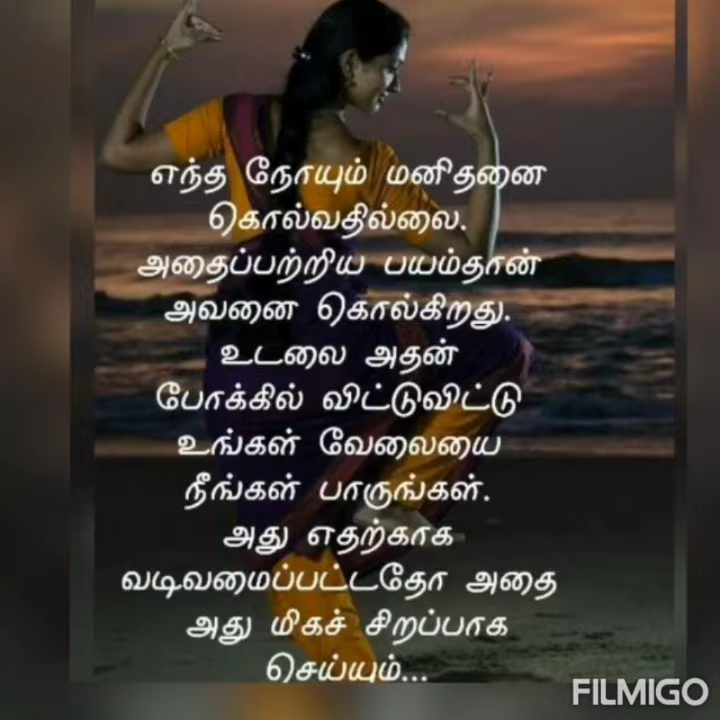 எந்த நோயும் மனிதனை
கொல்வதில்லை.
அதைப்பற்றிய பயம்தான்
அவனை கொல்கிறது.
உடலை அதன்
போக்கில் விட்டுவிட்டு
உங்கள் வேலையை
நீங்கள் பாருங்கள்.
அது எதற்காக
வடிவமைப்பட்டதோ அதை
அது மிகச் சிறப்பாக
செய்யும்...
FILMIGO